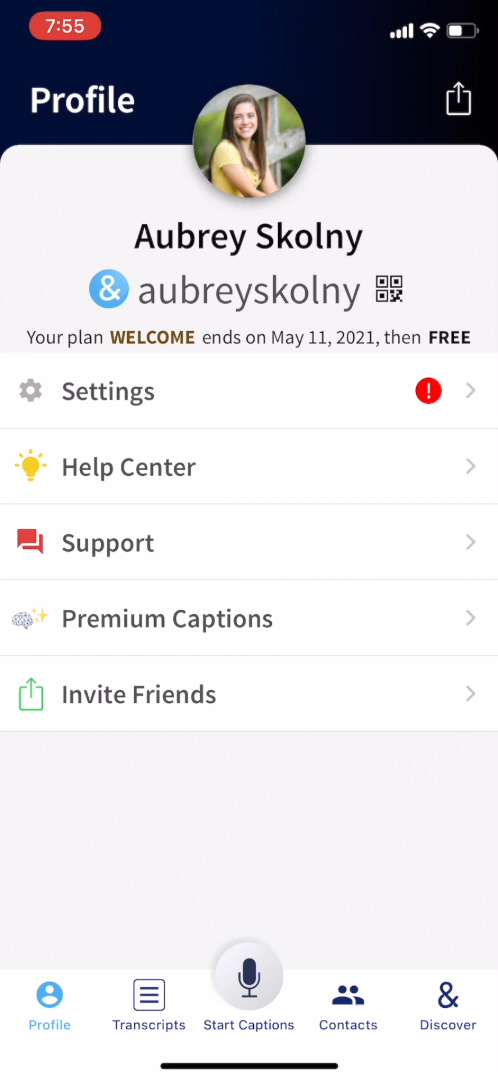 7:55
Profile
Aubrey Skolny
& aubreyskolny
Your plan WELCOME ends on May 11, 2021, then FREE
Settings !
Help Center
Support
Premium Captions
Invite Friends
&
Profile Transcripts Start Captions Contacts Discover